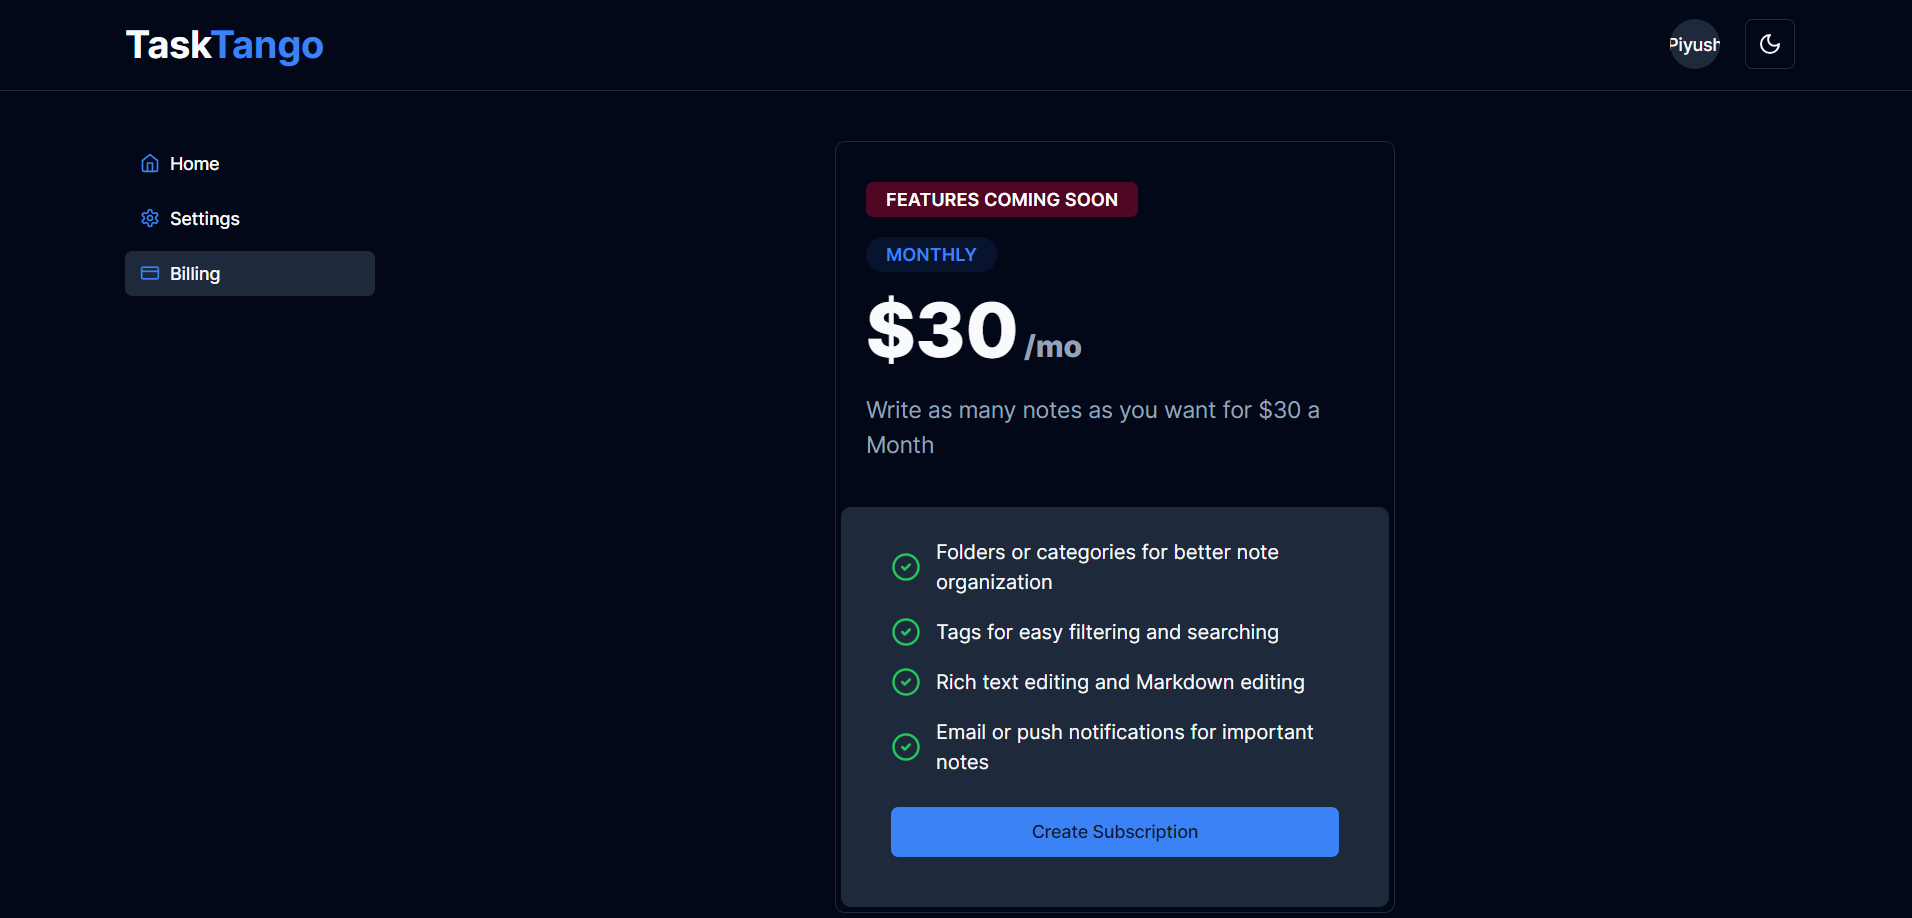 TaskTango
Piyush
Home
Settings
Billing
FEATURES COMING SOON
MONTHLY
$30 /mo
Write as many notes as you want for $30 a
Month
Folders or categories for better note
organization
Tags for easy filtering and searching
Rich text editing and Markdown editing
Email or push notifications for important
notes
Create Subscription